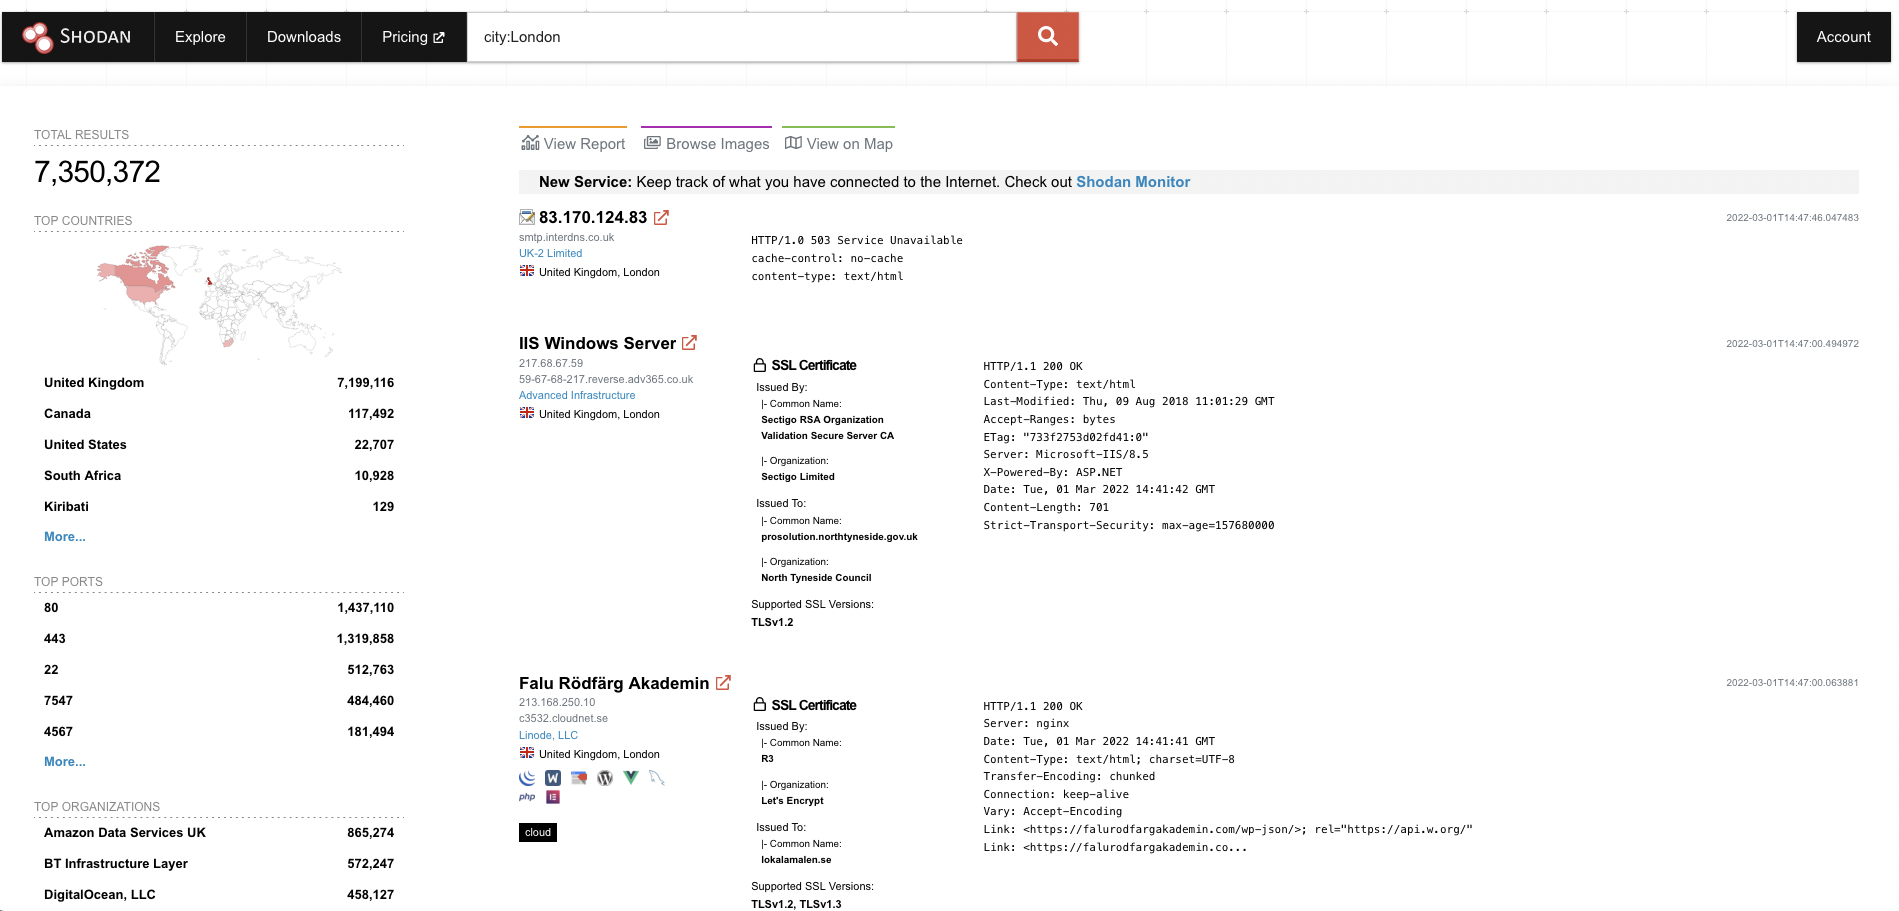 SHODAN
Explore
Downloads
Pricing
city:London
Account
TOTAL RESULTS
7,350,372
TOP COUNTRIES
United Kingdom 7,199,116
Canada 117,492
United States 22,707
South Africa 10,928
Kiribati 129
More...
TOP PORTS
80 1,437,110
443 1,319,858
22 512,763
7547 484,460
4567 181,494
More...
TOP ORGANIZATIONS
Amazon Data Services UK 865,274
BT Infrastructure Layer 572,247
DigitalOcean, LLC 458,127
View Report
Browse Images
View on Map
New Service: Keep track of what you have connected to the Internet. Check out Shodan Monitor
83.170.124.83
2022-03-01T14:47:46.047483
smtp.interdns.co.uk
UK-2 Limited
United Kingdom, London
HTTP/1.0 503 Service Unavailable
cache-control: no-cache
content-type: text/html
IIS Windows Server
2022-03-01T14:47:00.494972
217.68.67.59
59-67-68-217.reverse.adv365.co.uk
Advanced Infrastructure
United Kingdom, London
SSL Certificate
Issued By:
|- Common Name:
Sectigo RSA Organization
Validation Secure Server CA
|- Organization:
Sectigo Limited
Issued To:
|- Common Name:
prosolution.northtyneside.gov.uk
|- Organization:
North Tyneside Council
Supported SSL Versions:
TLSv1.2
HTTP/1.1 200 OK
Content-Type: text/html
Last-Modified: Thu, 09 Aug 2018 11:01:29 GMT
Accept-Ranges: bytes
ETag: "733f2753d02fd41:0"
Server: Microsoft-IIS/8.5
X-Powered-By: ASP.NET
Date: Tue, 01 Mar 2022 14:41:42 GMT
Content-Length: 701
Strict-Transport-Security: max-age=157680000
Falu Rödfärg Akademin
2022-03-01T14:47:00.063881
213.168.250.10
c3532.cloudnet.se
Linode, LLC
United Kingdom, London
W
php
cloud
SSL Certificate
Issued By:
|- Common Name:
R3
|- Organization:
Let's Encrypt
Issued To:
|- Common Name:
lokalamalen.se
Supported SSL Versions:
TLSv1.2, TLSv1.3
HTTP/1.1 200 OK
Server: nginx
Date: Tue, 01 Mar 2022 14:41:41 GMT
Content-Type: text/html; charset=UTF-8
Transfer-Encoding: chunked
Connection: keep-alive
Vary: Accept-Encoding
Link: <https://falurodfargakademin.com/wp-json/>; rel="https://api.w.org/"
Link: <https://falurodfargakademin.co...